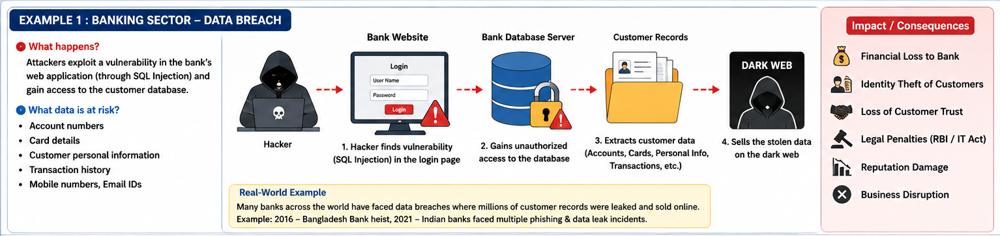 EXAMPLE 1 : BANKING SECTOR – DATA BREACH
What happens?
Attackers exploit a vulnerability in the bank's
web application (through SQL Injection) and
gain access to the customer database.
What data is at risk?
• Account numbers
• Card details
• Customer personal information
• Transaction history
• Mobile numbers, Email IDs
Hacker
Bank Website
Login
User Name
Password
Login
1. Hacker finds vulnerability
(SQL Injection) in the login page
Bank Database Server
2. Gains unauthorized
access to the database
Customer Records
3. Extracts customer data
(Accounts, Cards, Personal Info,
Transactions, etc.)
DARK WEB
4. Sells the stolen data
on the dark web
Real-World Example
Many banks across the world have faced data breaches where millions of customer records were leaked and sold online.
Example: 2016 – Bangladesh Bank heist, 2021 – Indian banks faced multiple phishing & data leak incidents.
Impact / Consequences
Financial Loss to Bank
Identity Theft of Customers
Loss of Customer Trust
Legal Penalties (RBI / IT Act)
Reputation Damage
Business Disruption